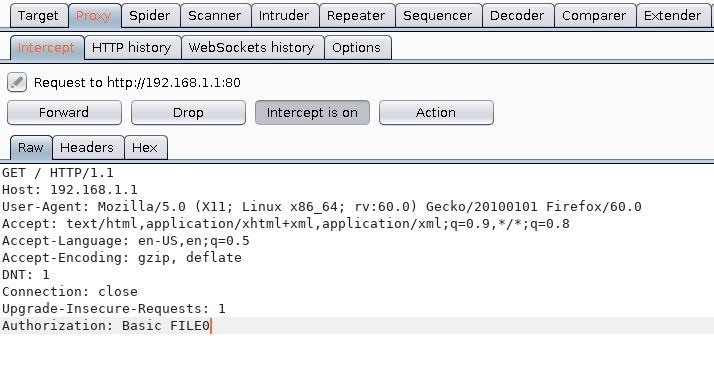 Target Proxy Spider Scanner Intruder Repeater Sequencer Decoder Comparer Extender
Intercept HTTP history WebSockets history Options
Request to http://192.168.1.1:80
Forward Drop Intercept is on Action
Raw Headers Hex
GET / HTTP/1.1
Host: 192.168.1.1
User-Agent: Mozilla/5.0 (X11; Linux x86_64; rv:60.0) Gecko/20100101 Firefox/60.0
Accept: text/html,application/xhtml+xml,application/xml;q=0.9,*/*;q=0.8
Accept-Language: en-US,en;q=0.5
Accept-Encoding: gzip, deflate
DNT: 1
Connection: close
Upgrade-Insecure-Requests: 1
Authorization: Basic FILE0